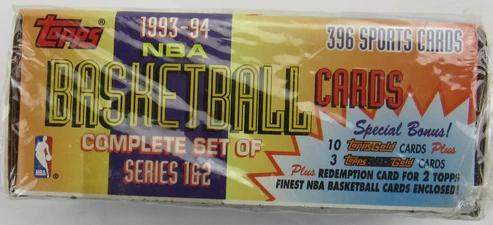 Topps
1993-94
NBA
396 SPORTS CARDS
BASKETBALL CARDS
COMPLETE SET OF
SERIES 1&2
Special Bonus!
10 Topps Gold CARDS Plus
3 Topps Black Gold CARDS
Plus REDEMPTION CARD FOR 2 TOPPS
FINEST NBA BASKETBALL CARDS ENCLOSED!
NBA